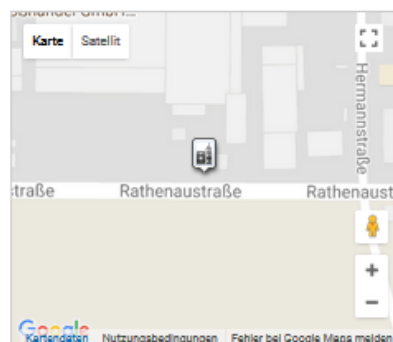 Karte Satellit
Hermannstraße
traße Rathenaustraße Rathenaust
Google
Kartendaten Nutzungsbedingungen Fehler bei Google Maps melden